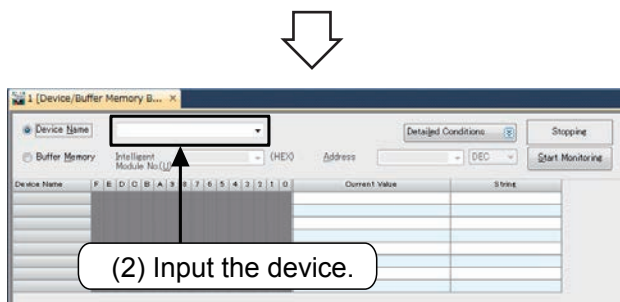 1 [Device/Buffer Memory B... ×
Device Name
Detailed Conditions
Stopping
Buffer Memory
Intelligent Module No.(U)
(HEX)
Address
DEC
Start Monitoring
Device Name F E D C B A 9 8 7 6 5 4 3 2 1 0 Current Value String
(2) Input the device.